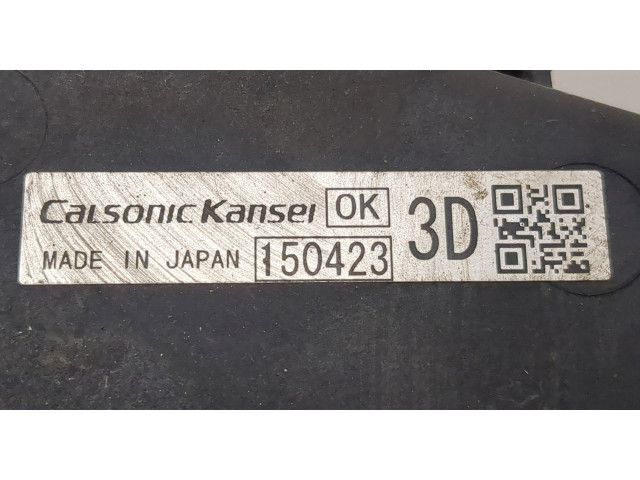 Calsonic Kansei OK 3D
MADE IN JAPAN 150423